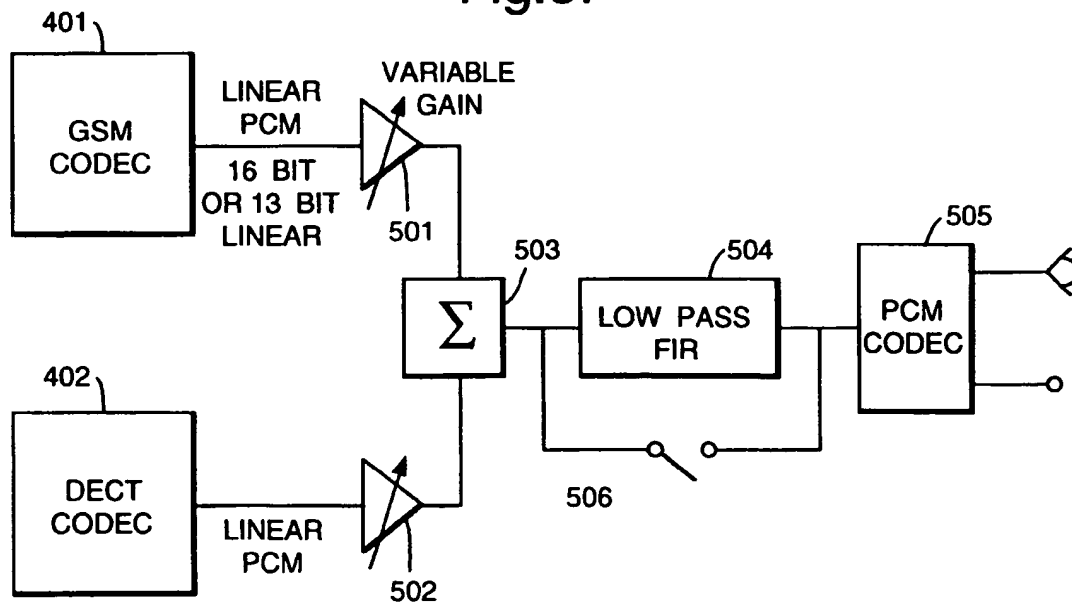 401
GSM
CODEC
LINEAR
PCM
16 BIT
OR 13 BIT
LINEAR
VARIABLE
GAIN
501
503
Σ
504
LOW PASS
FIR
505
PCM
CODEC
506
402
DECT
CODEC
LINEAR
PCM
502